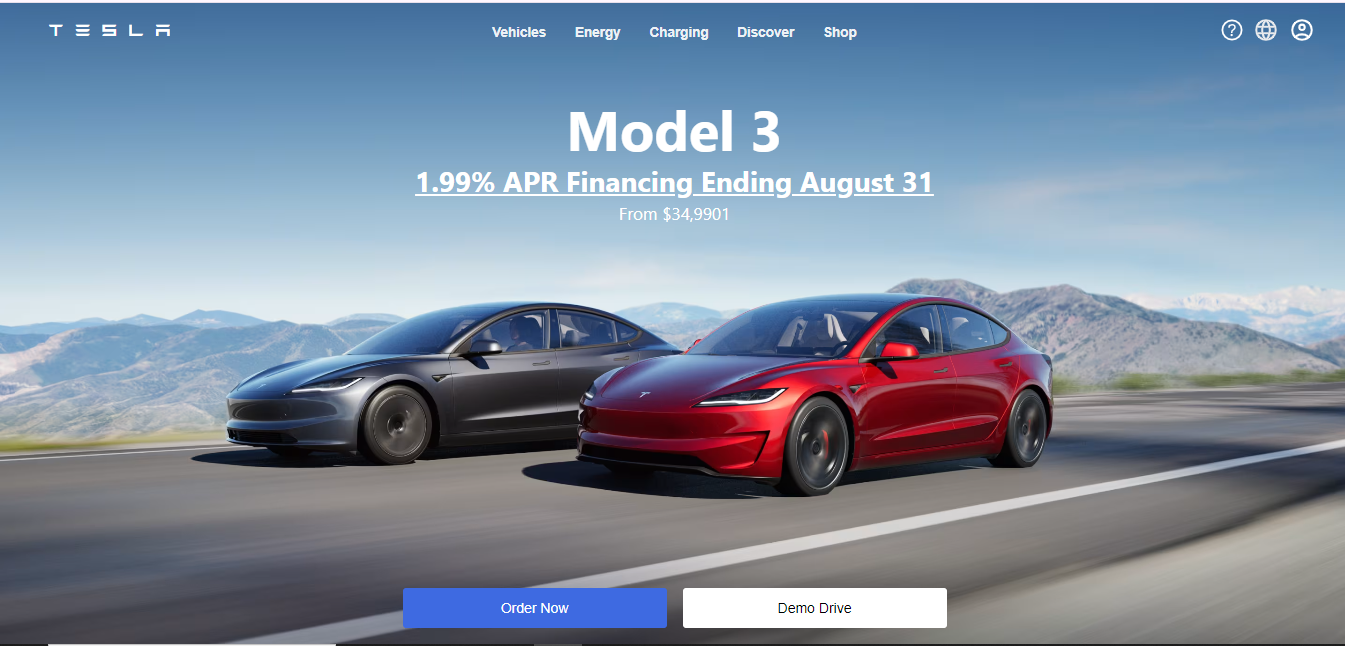 TESLA
Vehicles Energy Charging Discover Shop
Model 3
1.99% APR Financing Ending August 31
From $34,9901
Order Now Demo Drive